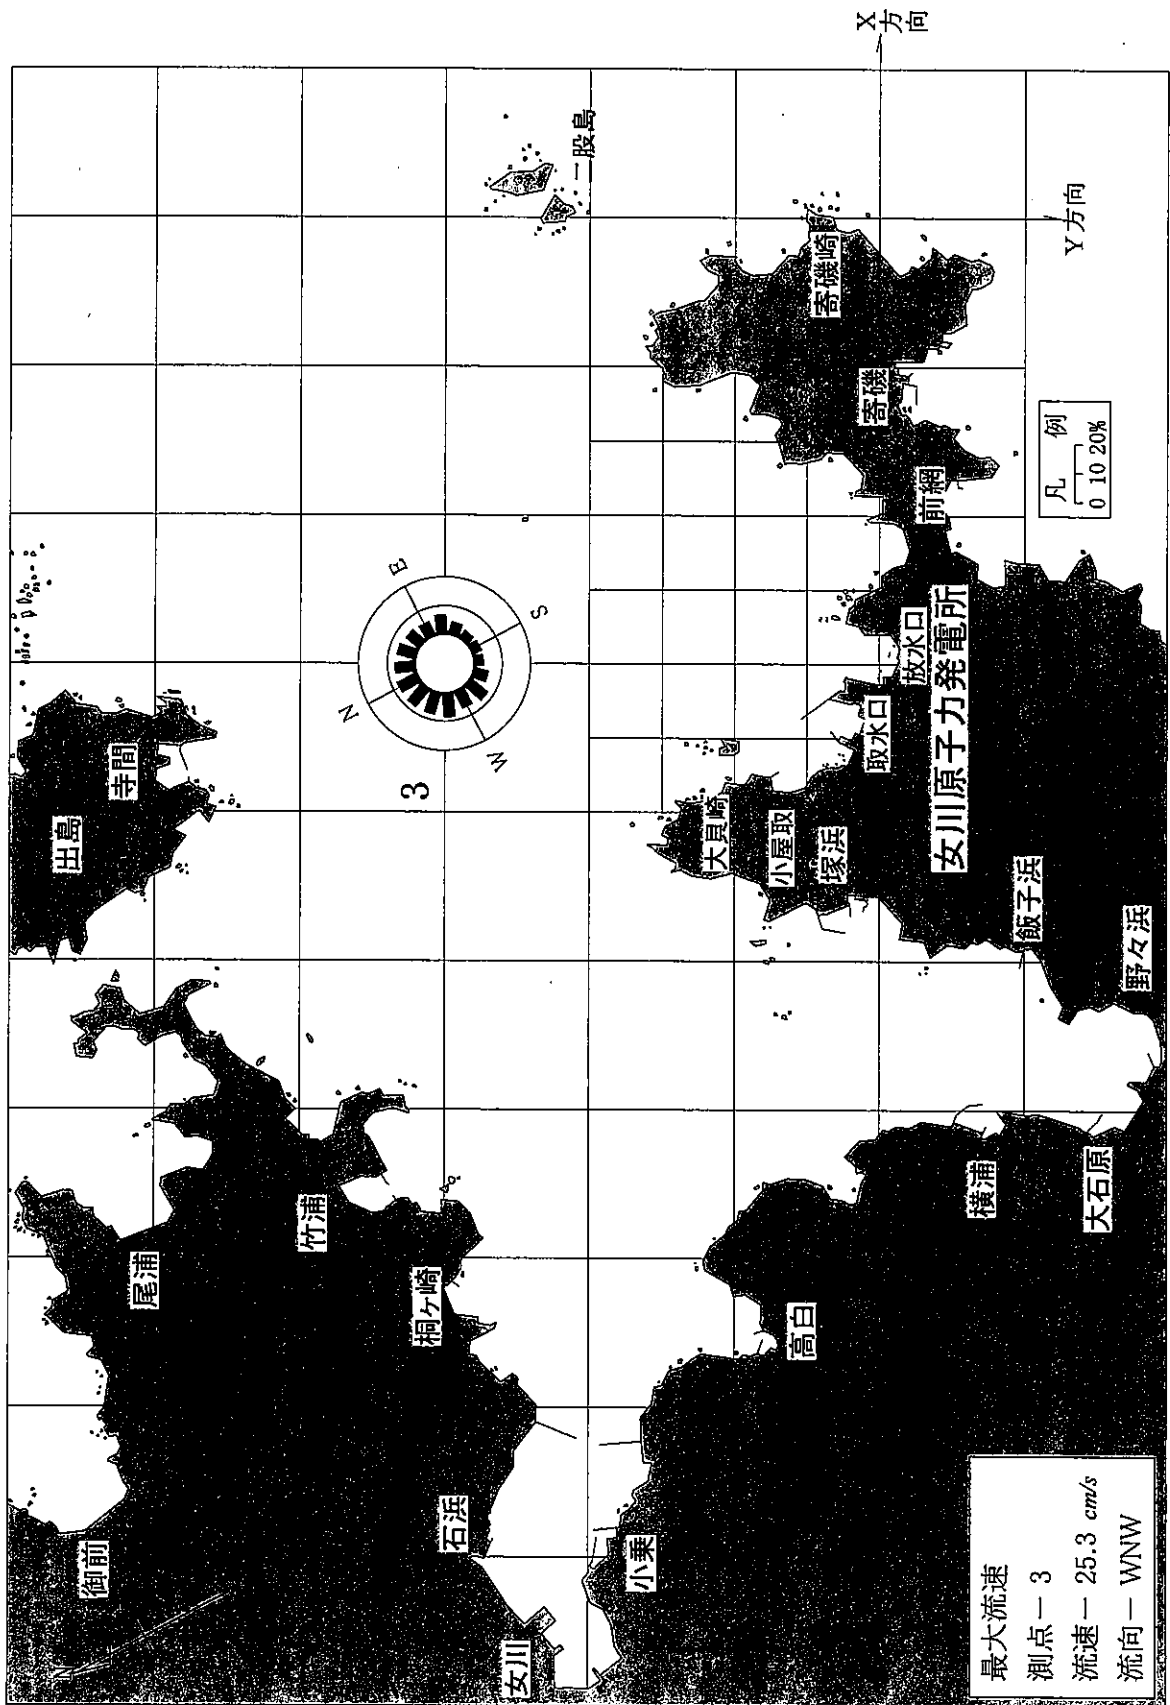 X方向
Y方向
二股島
寄磯崎
寄磯
前網
凡 例
0 10 20%
出島
寺間
N
E
S
W
3
大貝崎
小屋取
塚浜
取水口
放水口
女川原子力発電所
飯子浜
野々浜
尾浦
竹浦
桐ヶ崎
横浦
大石原
高白
御前
石浜
女川
小乗
最大流速
測点－3
流速－25.3 cm/s
流向－WNW